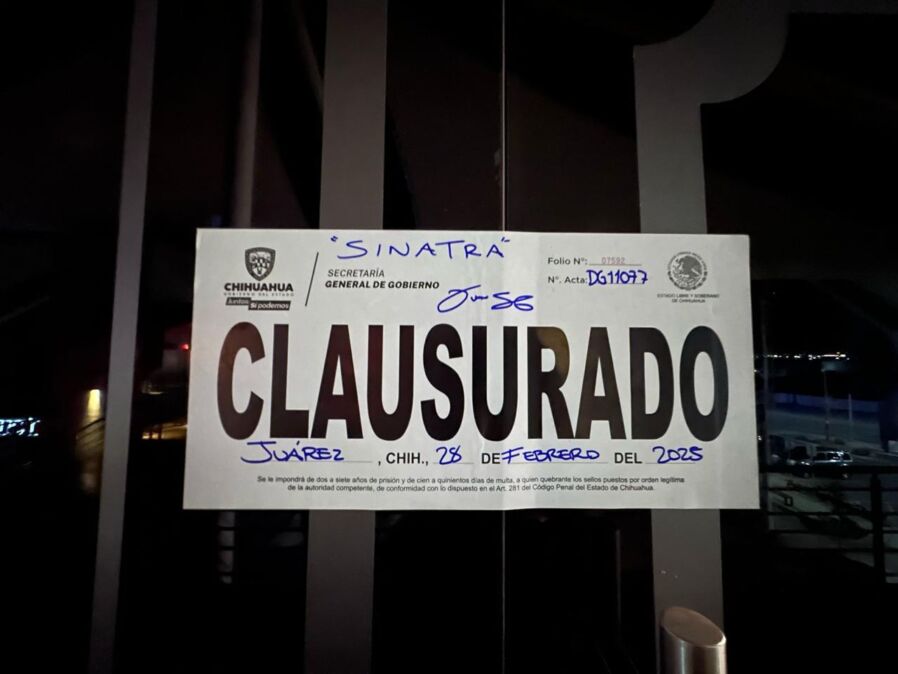 "SINATRA"
CHIHUAHUA
GOBIERNO DEL ESTADO
Juntos Sí podemos
SECRETARÍA
GENERAL DE GOBIERNO
Folio Nº: 07592
Nº. Acta: DG11077
ESTADO LIBRE Y SOBERANO
DE CHIHUAHUA
CLAUSURADO
JUÁREZ, CHIH., 28 DE FEBRERO DEL 2025
Se le impondrá de dos a siete años de prisión y de cien a quinientos días de multa, a quien quebrante los sellos puestos por orden legítima
de la autoridad competente, de conformidad con lo dispuesto en el Art. 281 del Código Penal del Estado de Chihuahua.